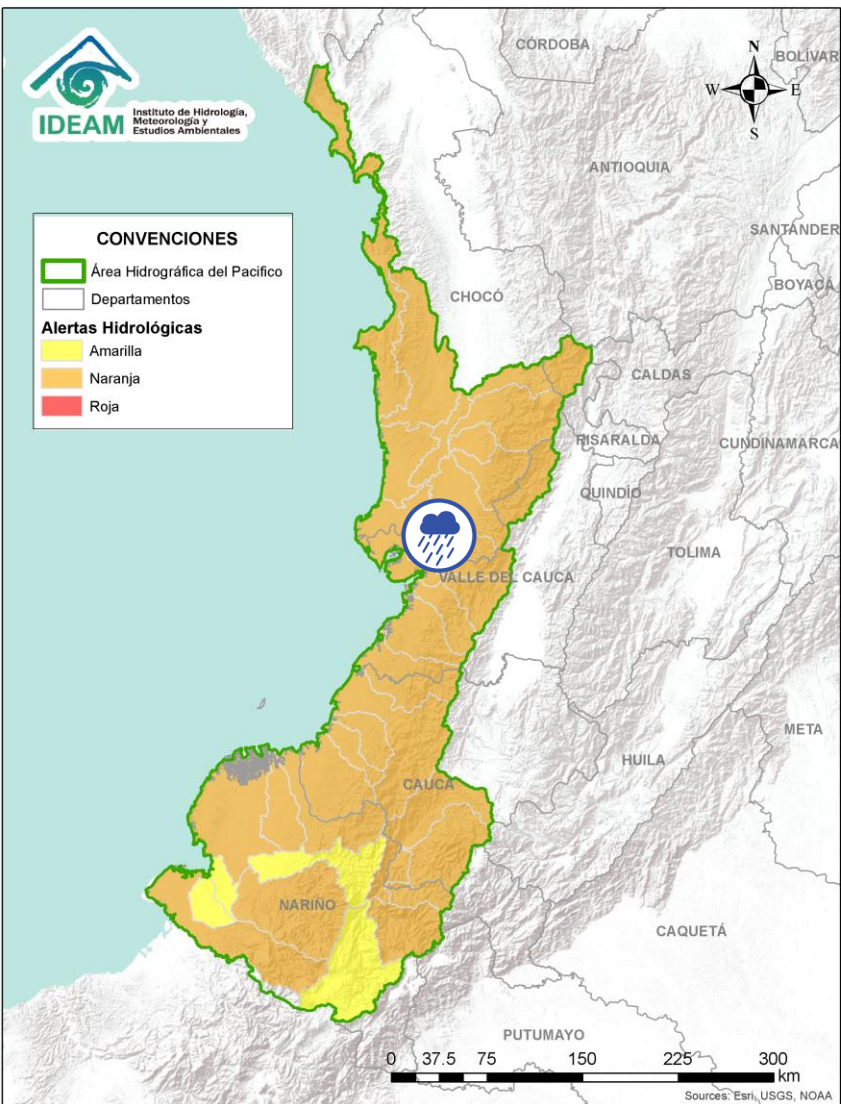 IDEAM
Instituto de Hidrología,
Meteorología y
Estudios Ambientales
CONVENCIONES
Área Hidrográfica del Pacifico
Departamentos
Alertas Hidrológicas
Amarilla
Naranja
Roja
N
W E
S
CÓRDOBA
BOLÍVAR
ANTIOQUIA
SANTANDER
BOYACÁ
CHOCÓ
CALDAS
RISARALDA
CUNDINAMARCA
QUINDÍO
TOLIMA
VALLE DEL CAUCA
META
HUILA
CAUCA
NARIÑO
CAQUETÁ
PUTUMAYO
0 37.5 75 150 225 300
km
Sources: Esri, USGS, NOAA